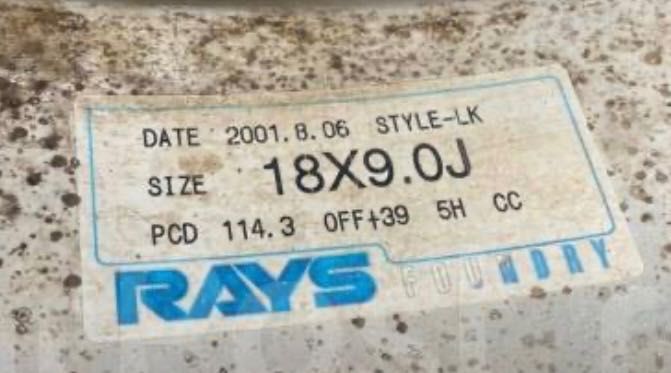 DATE 2001.8.06 STYLE-LK
SIZE 18X9.0J
PCD 114.3 OFF+39 5H CC
RAYS FOUNDRY